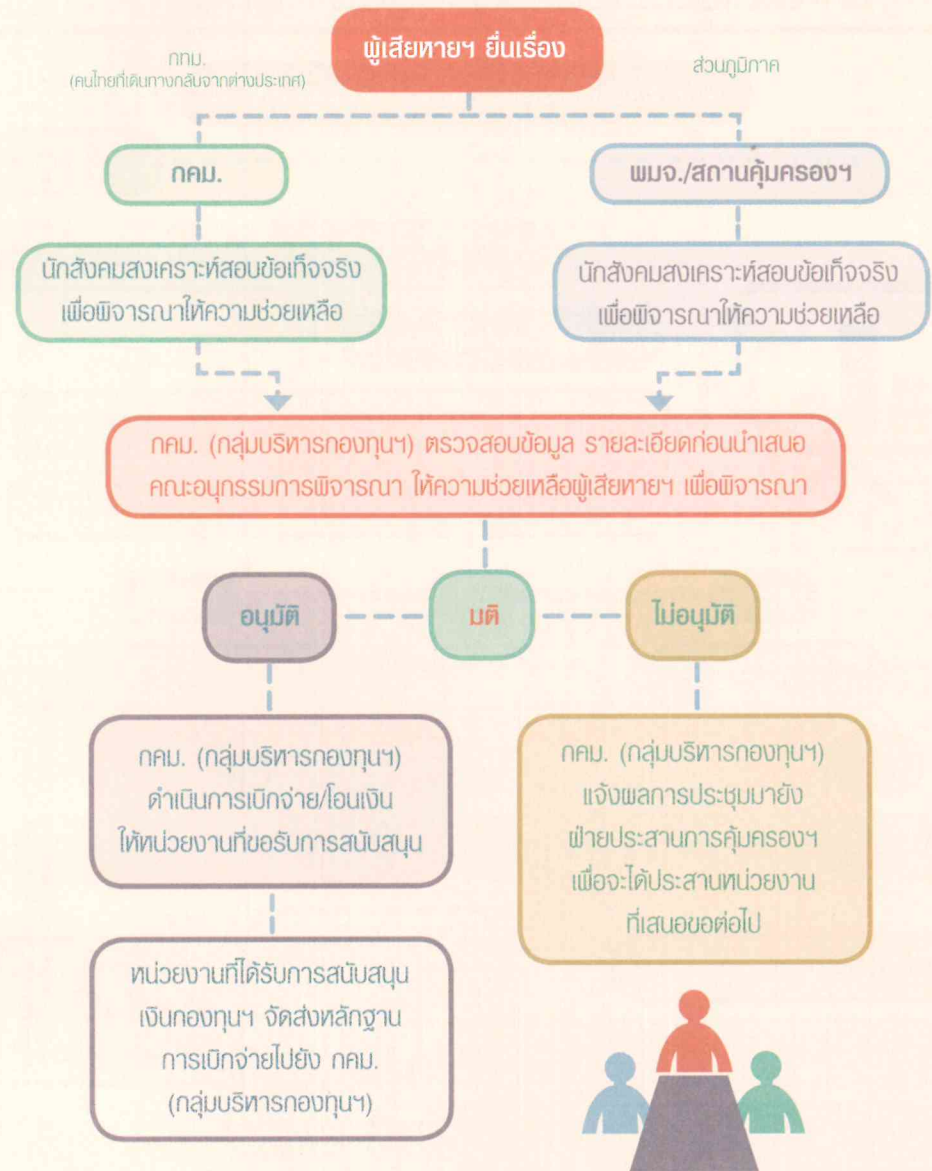 ผู้เสียหายฯ ยื่นเรื่อง
กทม.
(คนไทยที่เดินทางกลับจากต่างประเทศ)
ส่วนภูมิภาค
กคม.
พมจ./สถานคุ้มครองฯ
นักสังคมสงเคราะห์สอบข้อเท็จจริง
เพื่อพิจารณาให้ความช่วยเหลือ
นักสังคมสงเคราะห์สอบข้อเท็จจริง
เพื่อพิจารณาให้ความช่วยเหลือ
กคม. (กลุ่มบริหารกองทุนฯ) ตรวจสอบข้อมูล รายละเอียดก่อนนำเสนอ
คณะอนุกรรมการพิจารณา ให้ความช่วยเหลือผู้เสียหายฯ เพื่อพิจารณา
อนุมัติ
มติ
ไม่อนุมัติ
กคม. (กลุ่มบริหารกองทุนฯ)
ดำเนินการเบิกจ่าย/โอนเงิน
ให้หน่วยงานที่ขอรับการสนับสนุน
กคม. (กลุ่มบริหารกองทุนฯ)
แจ้งผลการประชุมมายัง
ฝ่ายประสานการคุ้มครองฯ
เพื่อจะได้ประสานหน่วยงาน
ที่เสนอขอต่อไป
หน่วยงานที่ได้รับการสนับสนุน
เงินกองทุนฯ จัดส่งหลักฐาน
การเบิกจ่ายไปยัง กคม.
(กลุ่มบริหารกองทุนฯ)